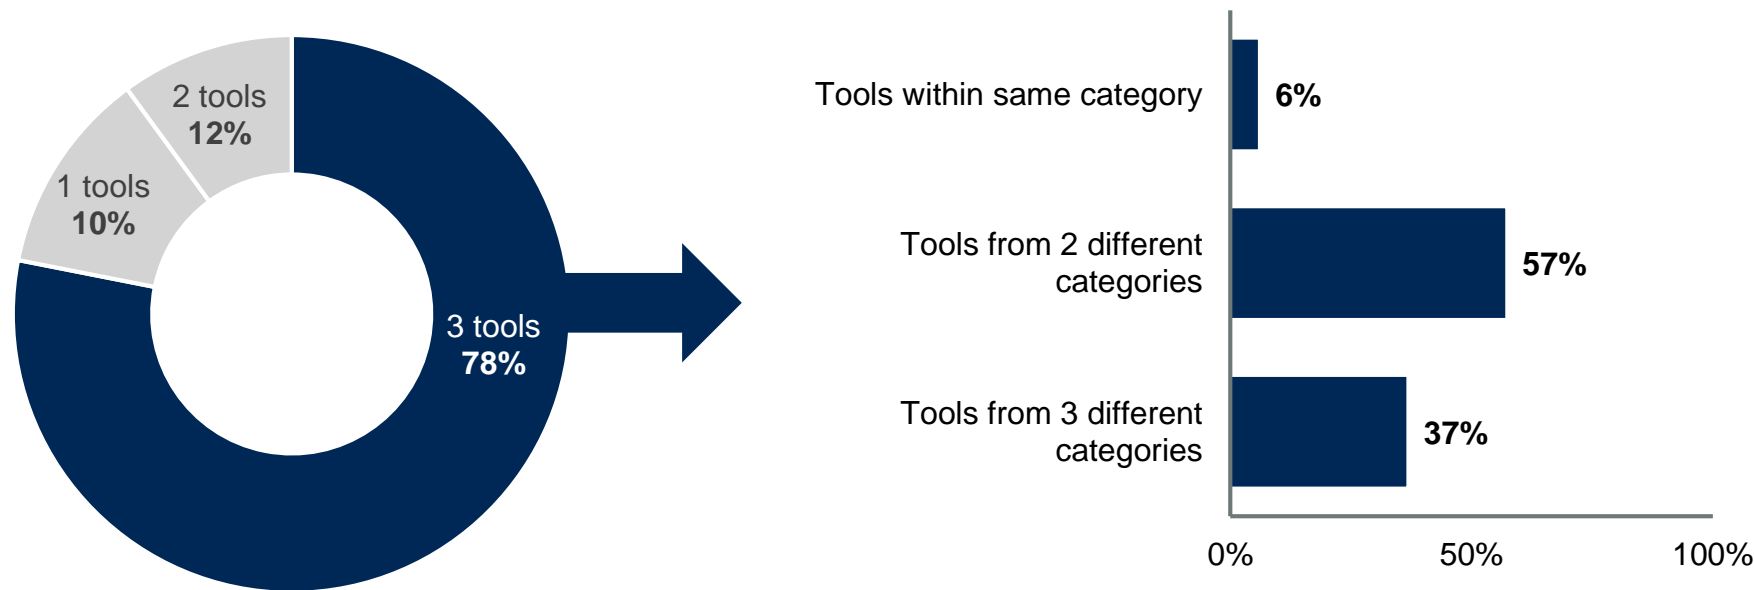 2 tools
12%
1 tools
10%
3 tools
78%
Tools within same category
6%
Tools from 2 different
categories
57%
Tools from 3 different
categories
37%
0%
50%
100%